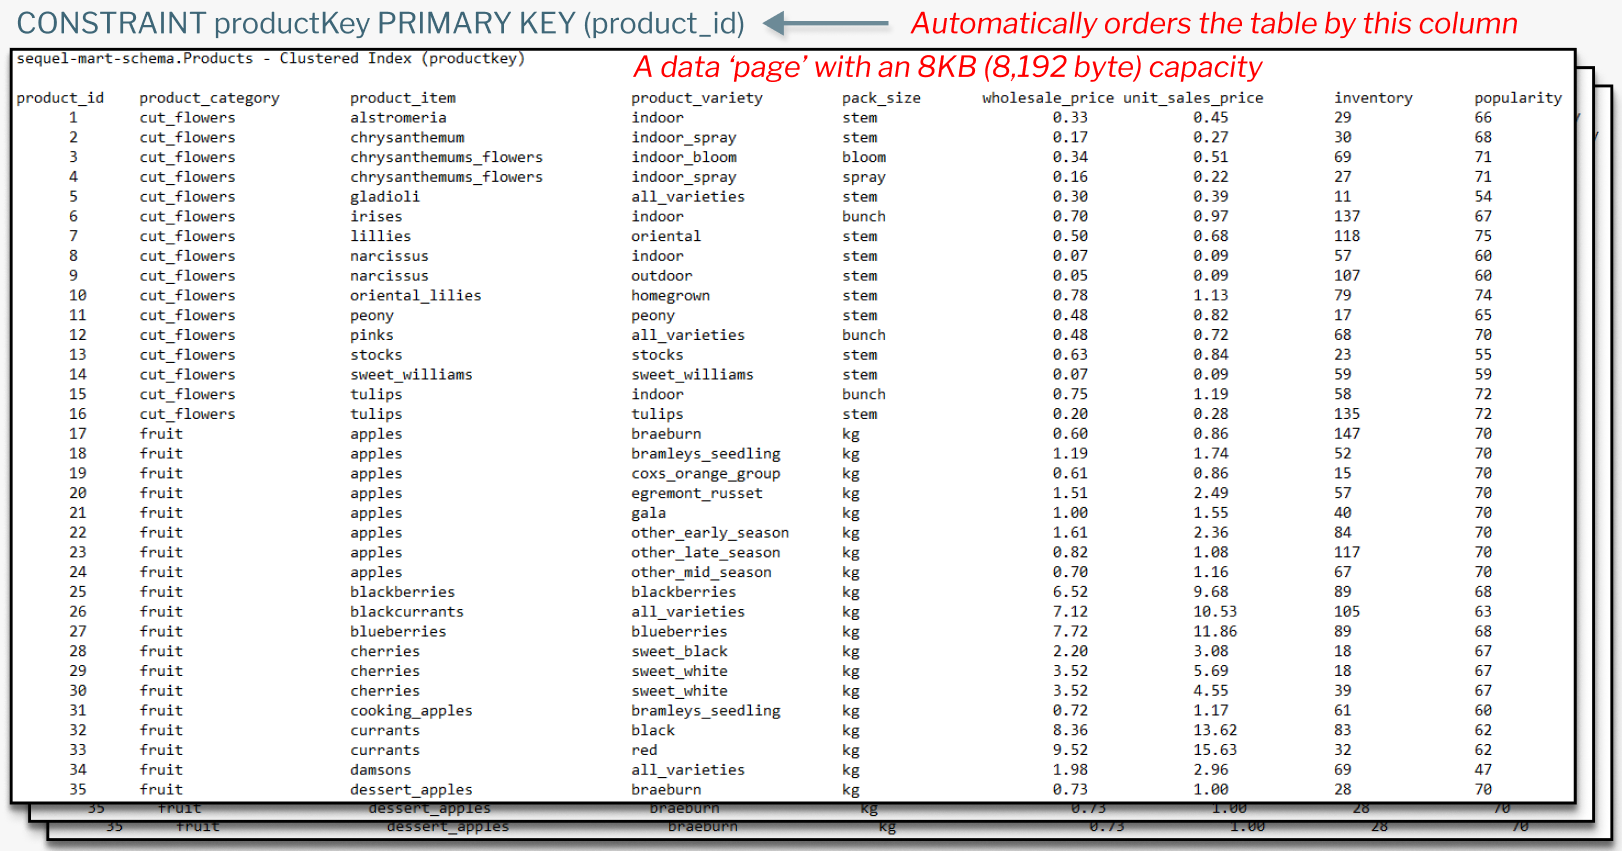 CONSTRAINT productKey PRIMARY KEY (product_id) Automatically orders the table by this column
sequel-mart-schema.Products - Clustered Index (productkey)
A data ‘page’ with an 8KB (8,192 byte) capacity
product_id product_category product_item product_variety pack_size wholesale_price unit_sales_price inventory popularity
1 cut_flowers alstromeria indoor stem 0.33 0.45 29 66
2 cut_flowers chrysanthemum indoor_spray stem 0.17 0.27 30 68
3 cut_flowers chrysanthemums_flowers indoor_bloom bloom 0.34 0.51 69 71
4 cut_flowers chrysanthemums_flowers indoor_spray spray 0.16 0.22 27 71
5 cut_flowers gladioli all_varieties stem 0.30 0.39 11 54
6 cut_flowers irises indoor bunch 0.70 0.97 137 67
7 cut_flowers lillies oriental stem 0.50 0.68 118 75
8 cut_flowers narcissus indoor stem 0.07 0.09 57 60
9 cut_flowers narcissus outdoor stem 0.05 0.09 107 60
10 cut_flowers oriental_lilies homegrown stem 0.78 1.13 79 74
11 cut_flowers peony peony stem 0.48 0.82 17 65
12 cut_flowers pinks all_varieties bunch 0.48 0.72 68 70
13 cut_flowers stocks stocks stem 0.63 0.84 23 55
14 cut_flowers sweet_williams sweet_williams stem 0.07 0.09 59 59
15 cut_flowers tulips indoor bunch 0.75 1.19 58 72
16 cut_flowers tulips tulips stem 0.20 0.28 135 72
17 fruit apples braeburn kg 0.60 0.86 147 70
18 fruit apples bramleys_seedling kg 1.19 1.74 52 70
19 fruit apples coxs_orange_group kg 0.61 0.86 15 70
20 fruit apples egremont_russet kg 1.51 2.49 57 70
21 fruit apples gala kg 1.00 1.55 40 70
22 fruit apples other_early_season kg 1.61 2.36 84 70
23 fruit apples other_late_season kg 0.82 1.08 117 70
24 fruit apples other_mid_season kg 0.70 1.16 67 70
25 fruit blackberries blackberries kg 6.52 9.68 89 68
26 fruit blackcurrants all_varieties kg 7.12 10.53 105 63
27 fruit blueberries blueberries kg 7.72 11.86 89 68
28 fruit cherries sweet_black kg 2.20 3.08 18 67
29 fruit cherries sweet_white kg 3.52 5.69 18 67
30 fruit cherries sweet_white kg 3.52 4.55 39 67
31 fruit cooking_apples bramleys_seedling kg 0.72 1.17 61 60
32 fruit currants black kg 8.36 13.62 83 62
33 fruit currants red kg 9.52 15.63 32 62
34 fruit damsons all_varieties kg 1.98 2.96 69 47
35 fruit dessert_apples braeburn kg 0.73 1.00 28 70
35 fruit dessert_apples braeburn kg 0.73 1.00 28 70
35 fruit dessert_apples braeburn kg 0.73 1.00 28 70